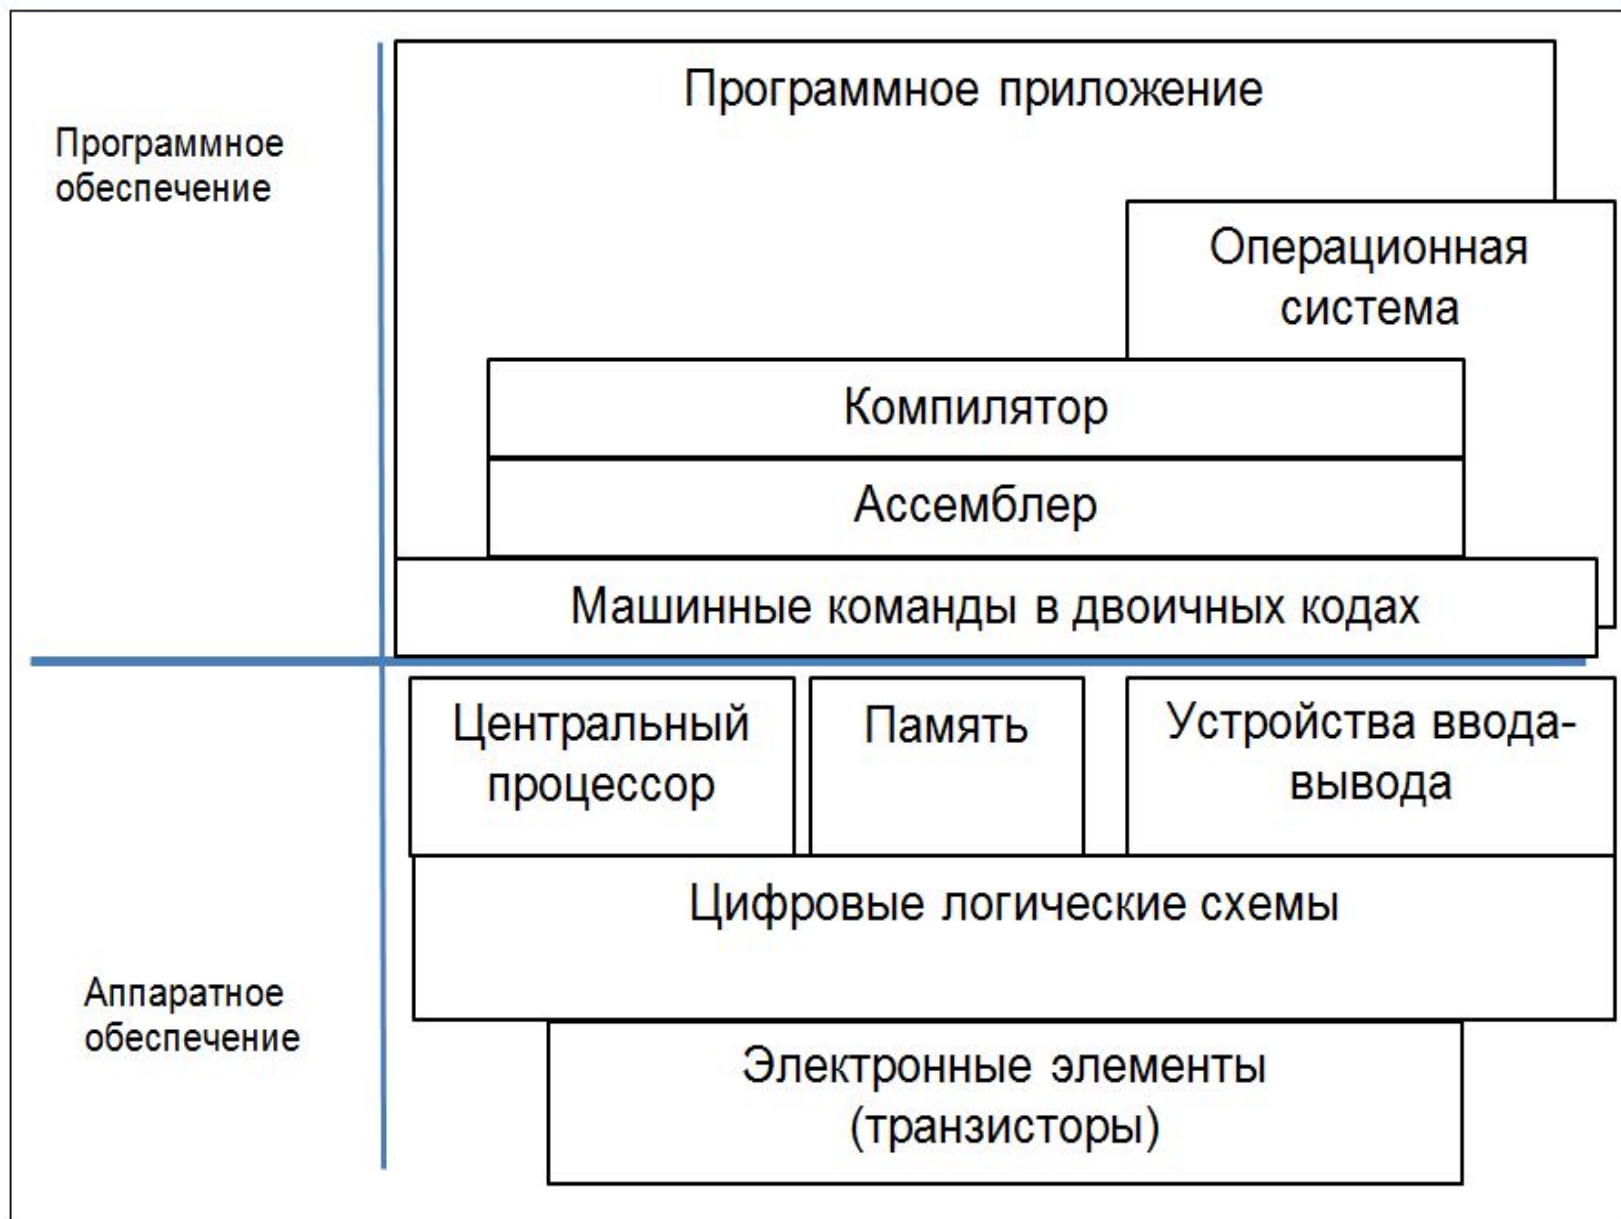 Программное приложение
Программное
обеспечение
Операционная
система
Компилятор
Ассемблер
Машинные команды в двоичных кодах
Центральный
процессор
Память
Устройства ввода-
вывода
Цифровые логические схемы
Аппаратное
обеспечение
Электронные элементы
(транзисторы)